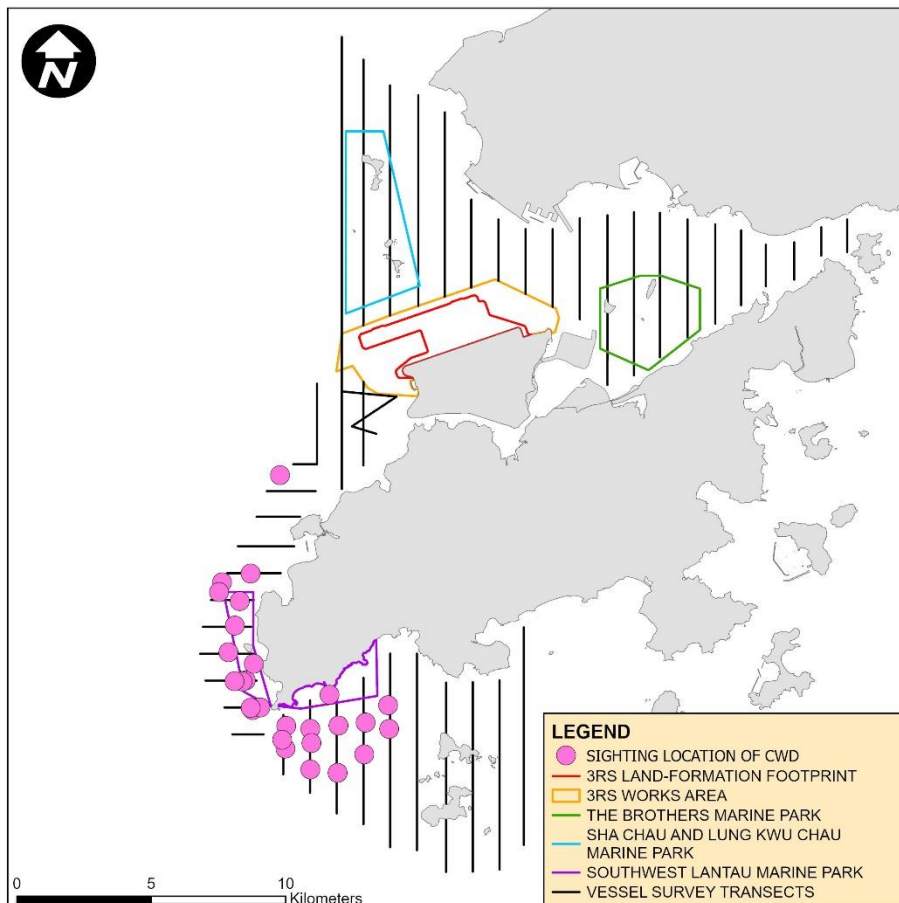 N
LEGEND
SIGHTING LOCATION OF CWD
3RS LAND-FORMATION FOOTPRINT
3RS WORKS AREA
THE BROTHERS MARINE PARK
SHA CHAU AND LUNG KWU CHAU
MARINE PARK
SOUTHWEST LANTAU MARINE PARK
VESSEL SURVEY TRANSECTS
0 5 10
Kilometers